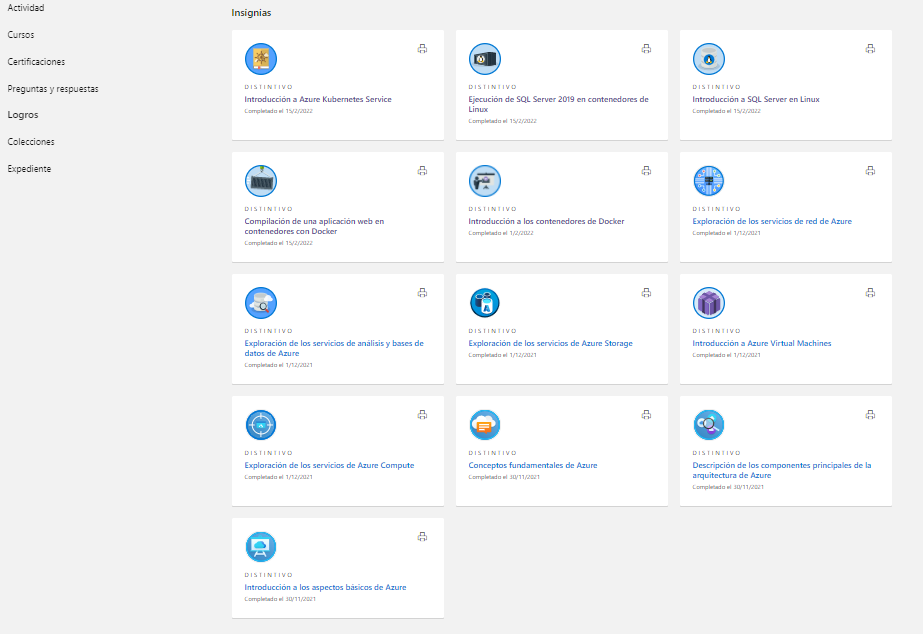 Actividad
Cursos
Certificaciones
Preguntas y respuestas
Logros
Colecciones
Expediente
Insignias
DISTINTIVO
Introducción a Azure Kubernetes Service
Completado el 15/2/2022
DISTINTIVO
Ejecución de SQL Server 2019 en contenedores de
Linux
Completado el 15/2/2022
DISTINTIVO
Introducción a SQL Server en Linux
Completado el 15/2/2022
DISTINTIVO
Compilación de una aplicación web en
contenedores con Docker
Completado el 15/2/2022
DISTINTIVO
Introducción a los contenedores de Docker
Completado el 1/2/2022
DISTINTIVO
Exploración de los servicios de red de Azure
Completado el 1/12/2021
DISTINTIVO
Exploración de los servicios de análisis y bases de
datos de Azure
Completado el 1/12/2021
DISTINTIVO
Exploración de los servicios de Azure Storage
Completado el 1/12/2021
DISTINTIVO
Introducción a Azure Virtual Machines
Completado el 1/12/2021
DISTINTIVO
Exploración de los servicios de Azure Compute
Completado el 1/12/2021
DISTINTIVO
Conceptos fundamentales de Azure
Completado el 30/11/2021
DISTINTIVO
Descripción de los componentes principales de la
arquitectura de Azure
Completado el 30/11/2021
DISTINTIVO
Introducción a los aspectos básicos de Azure
Completado el 30/11/2021